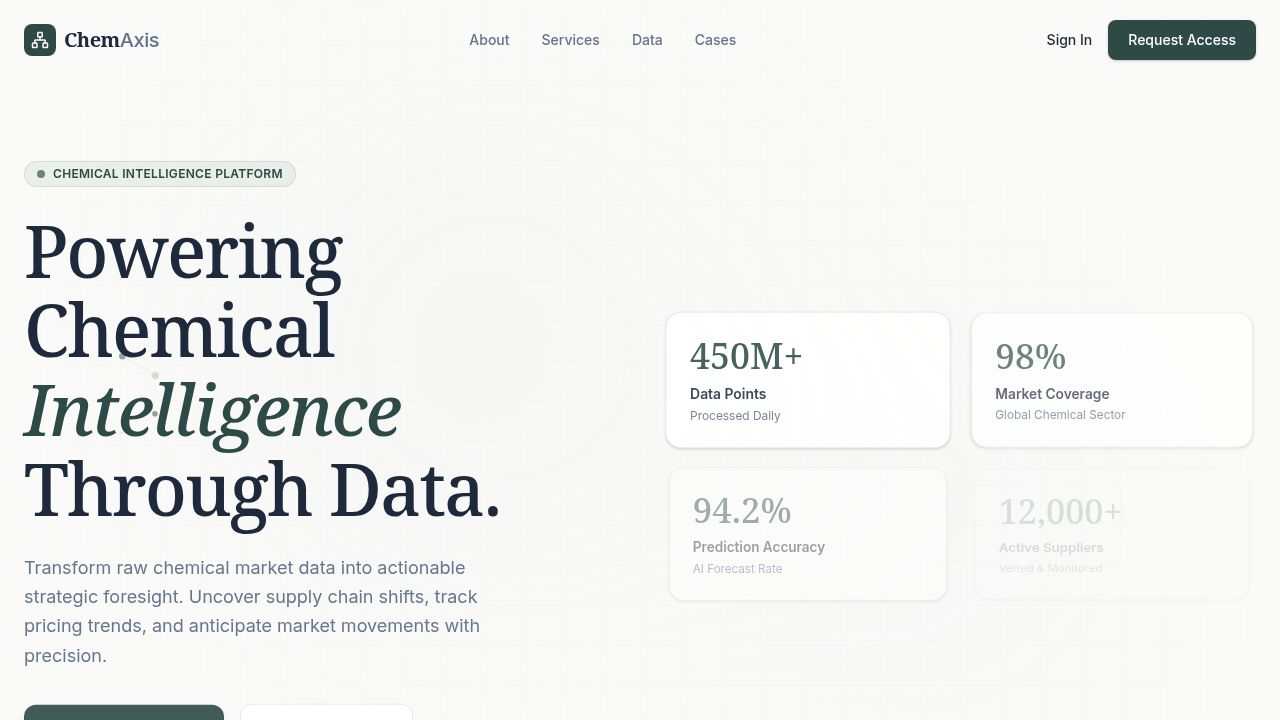 ChemAxis
About
Services
Data
Cases
Sign In
Request Access
CHEMICAL INTELLIGENCE PLATFORM
Powering
Chemical
Intelligence
Through Data.
Transform raw chemical market data into actionable
strategic foresight. Uncover supply chain shifts, track
pricing trends, and anticipate market movements with
precision.
450M+
Data Points
Processed Daily
98%
Market Coverage
Global Chemical Sector
94.2%
Prediction Accuracy
AI Forecast Rate
12,000+
Active Suppliers
Vetted & Monitored